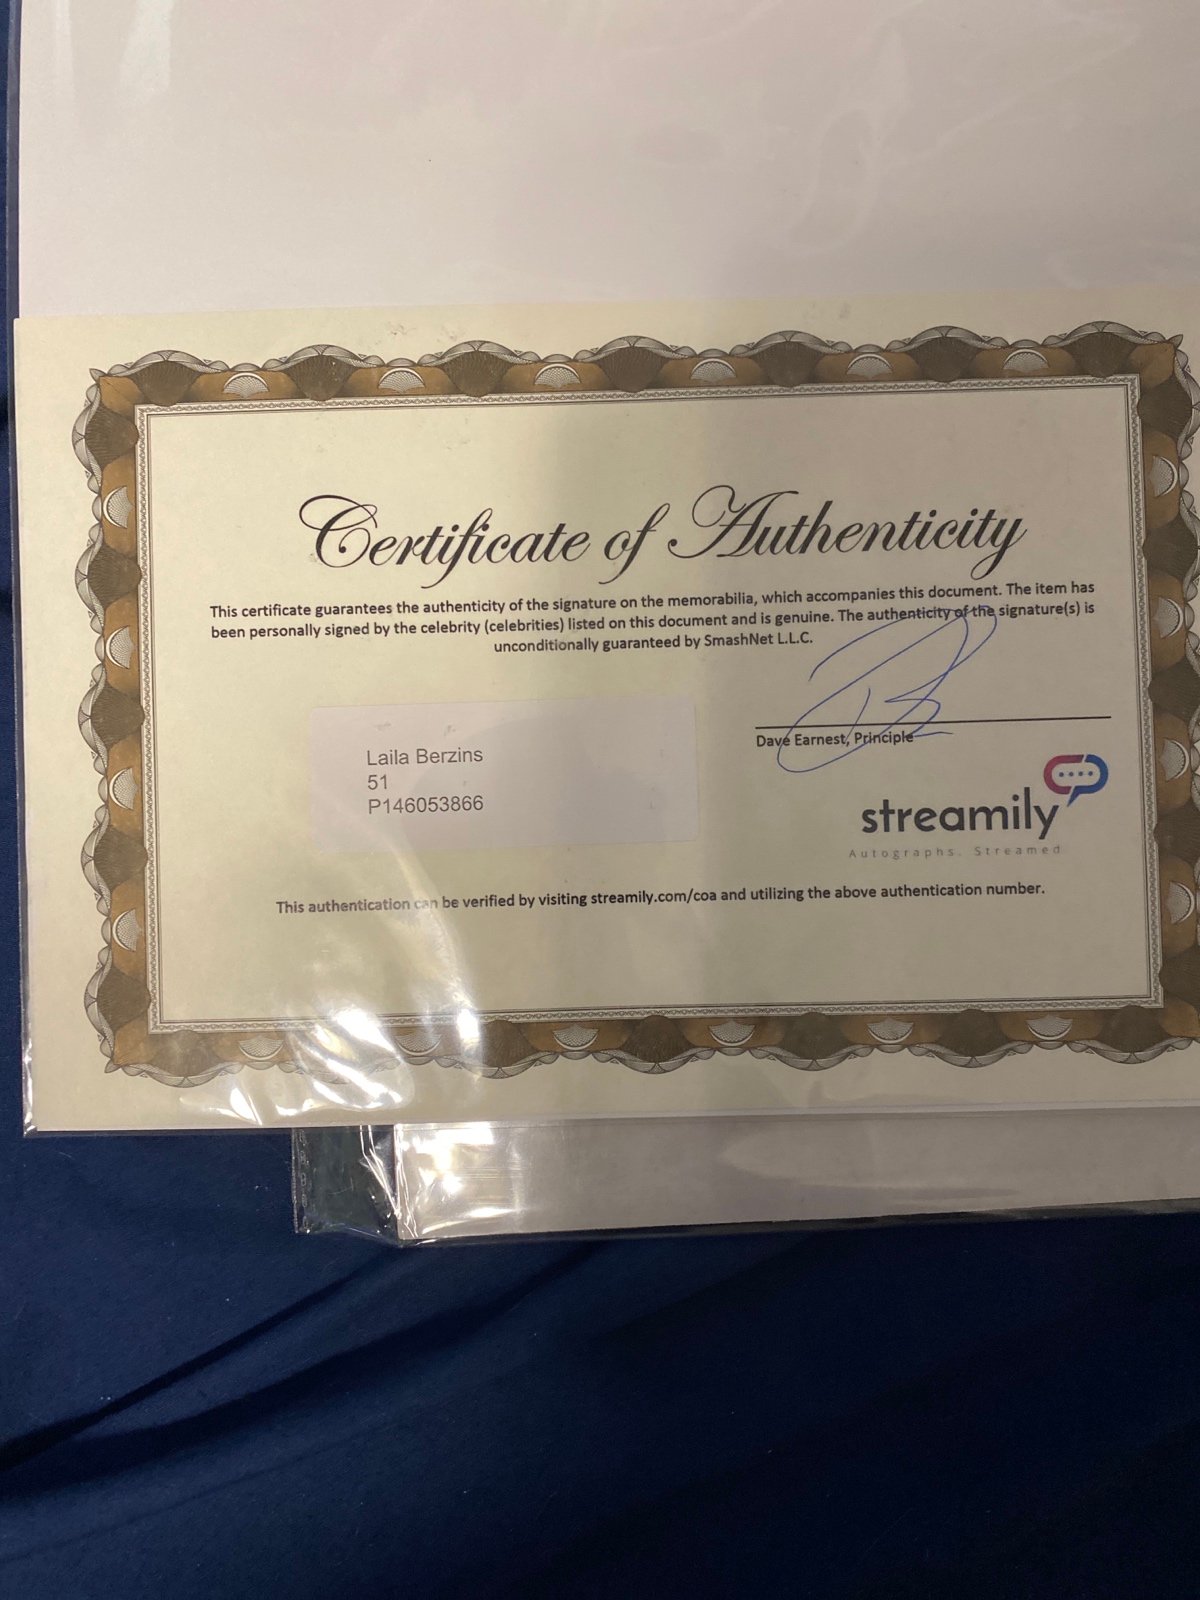 Certificate of Authenticity
This certificate guarantees the authenticity of the signature on the memorabilia, which accompanies this document. The item has
been personally signed by the celebrity (celebrities) listed on this document and is genuine. The authenticity of the signature(s) is
unconditionally guaranteed by SmashNet L.L.C.
Dave Earnest, Principle
Laila Berzins
51
P146053866
streamily
Autographs. Streamed
This authentication can be verified by visiting streamily.com/coa and utilizing the above authentication number.